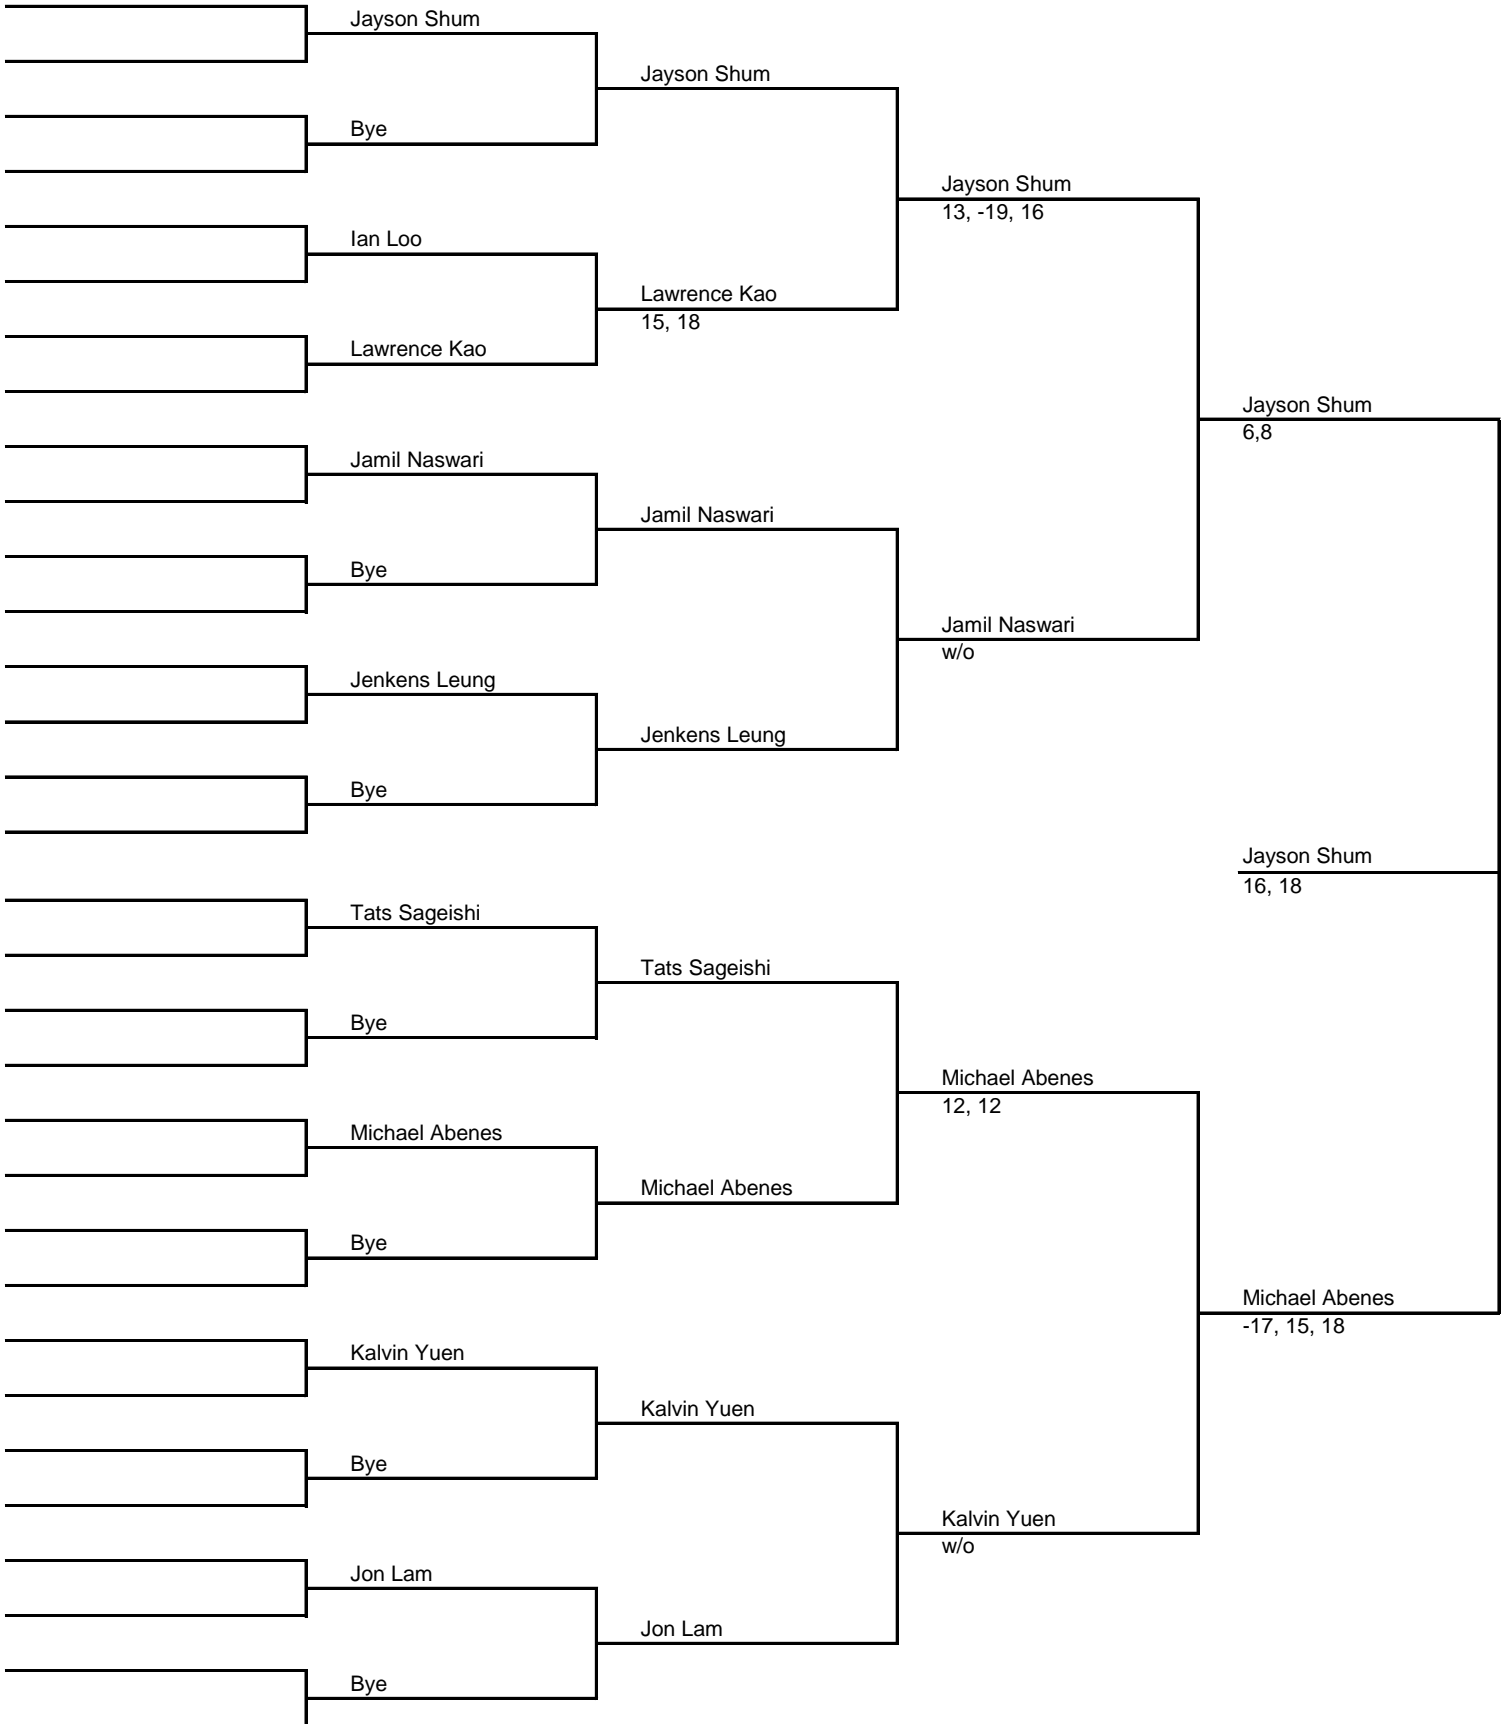 Jayson Shum
Jayson Shum
Bye
Jayson Shum
13, -19, 16
Ian Loo
Lawrence Kao
15, 18
Lawrence Kao
Jayson Shum
6,8
Jamil Naswari
Jamil Naswari
Bye
Jamil Naswari
w/o
Jenkens Leung
Jenkens Leung
Bye
Jayson Shum
16, 18
Tats Sageishi
Tats Sageishi
Bye
Michael Abenes
12, 12
Michael Abenes
Michael Abenes
Bye
Michael Abenes
-17, 15, 18
Kalvin Yuen
Kalvin Yuen
Bye
Kalvin Yuen
w/o
Jon Lam
Jon Lam
Bye